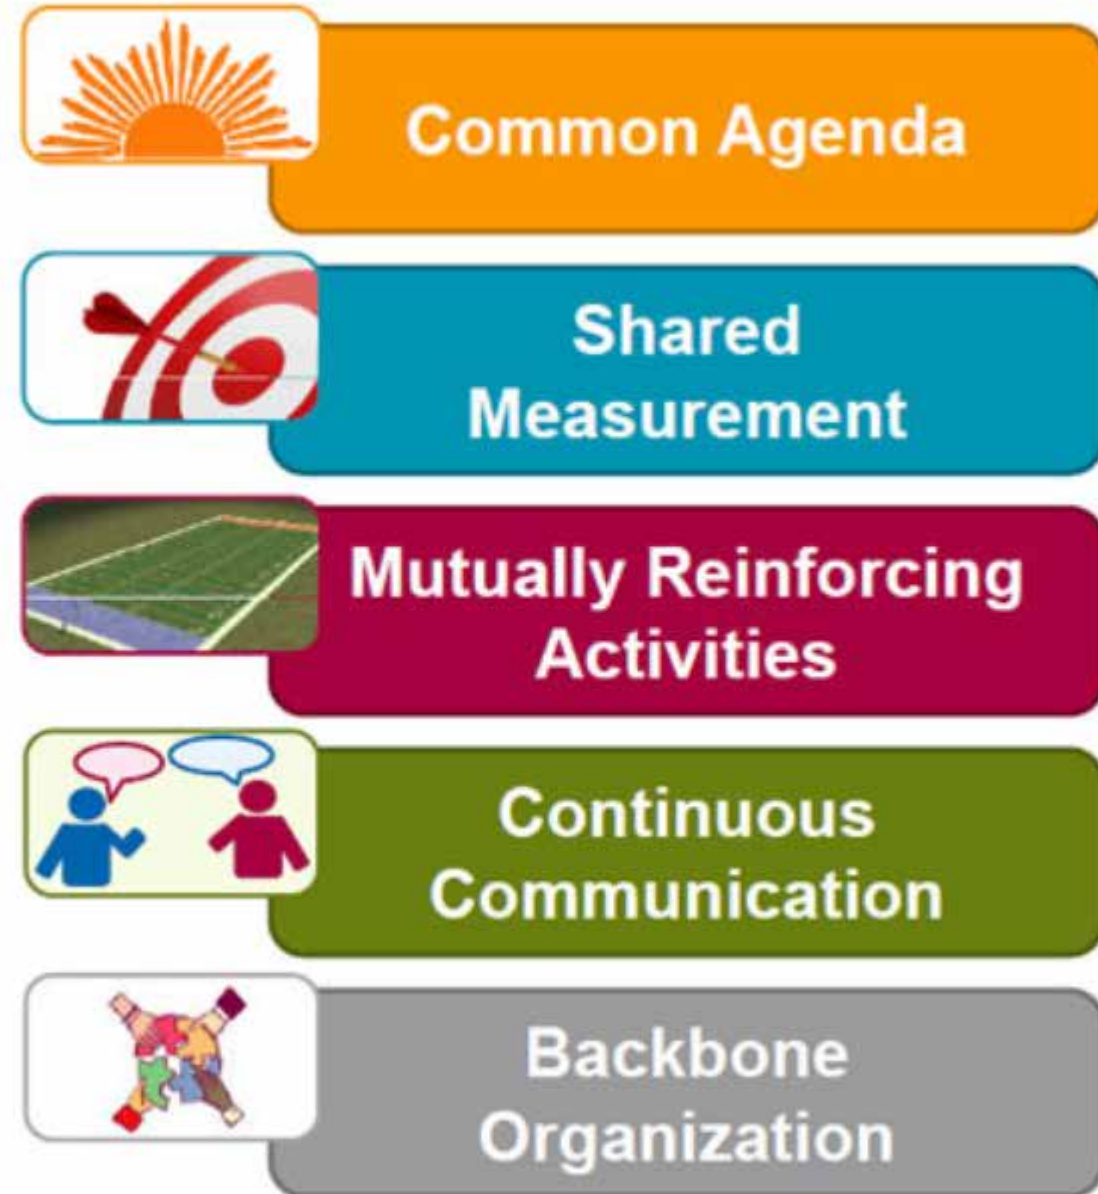 Common Agenda
Shared
Measurement
Mutually Reinforcing
Activities
Continuous
Communication
Backbone
Organization